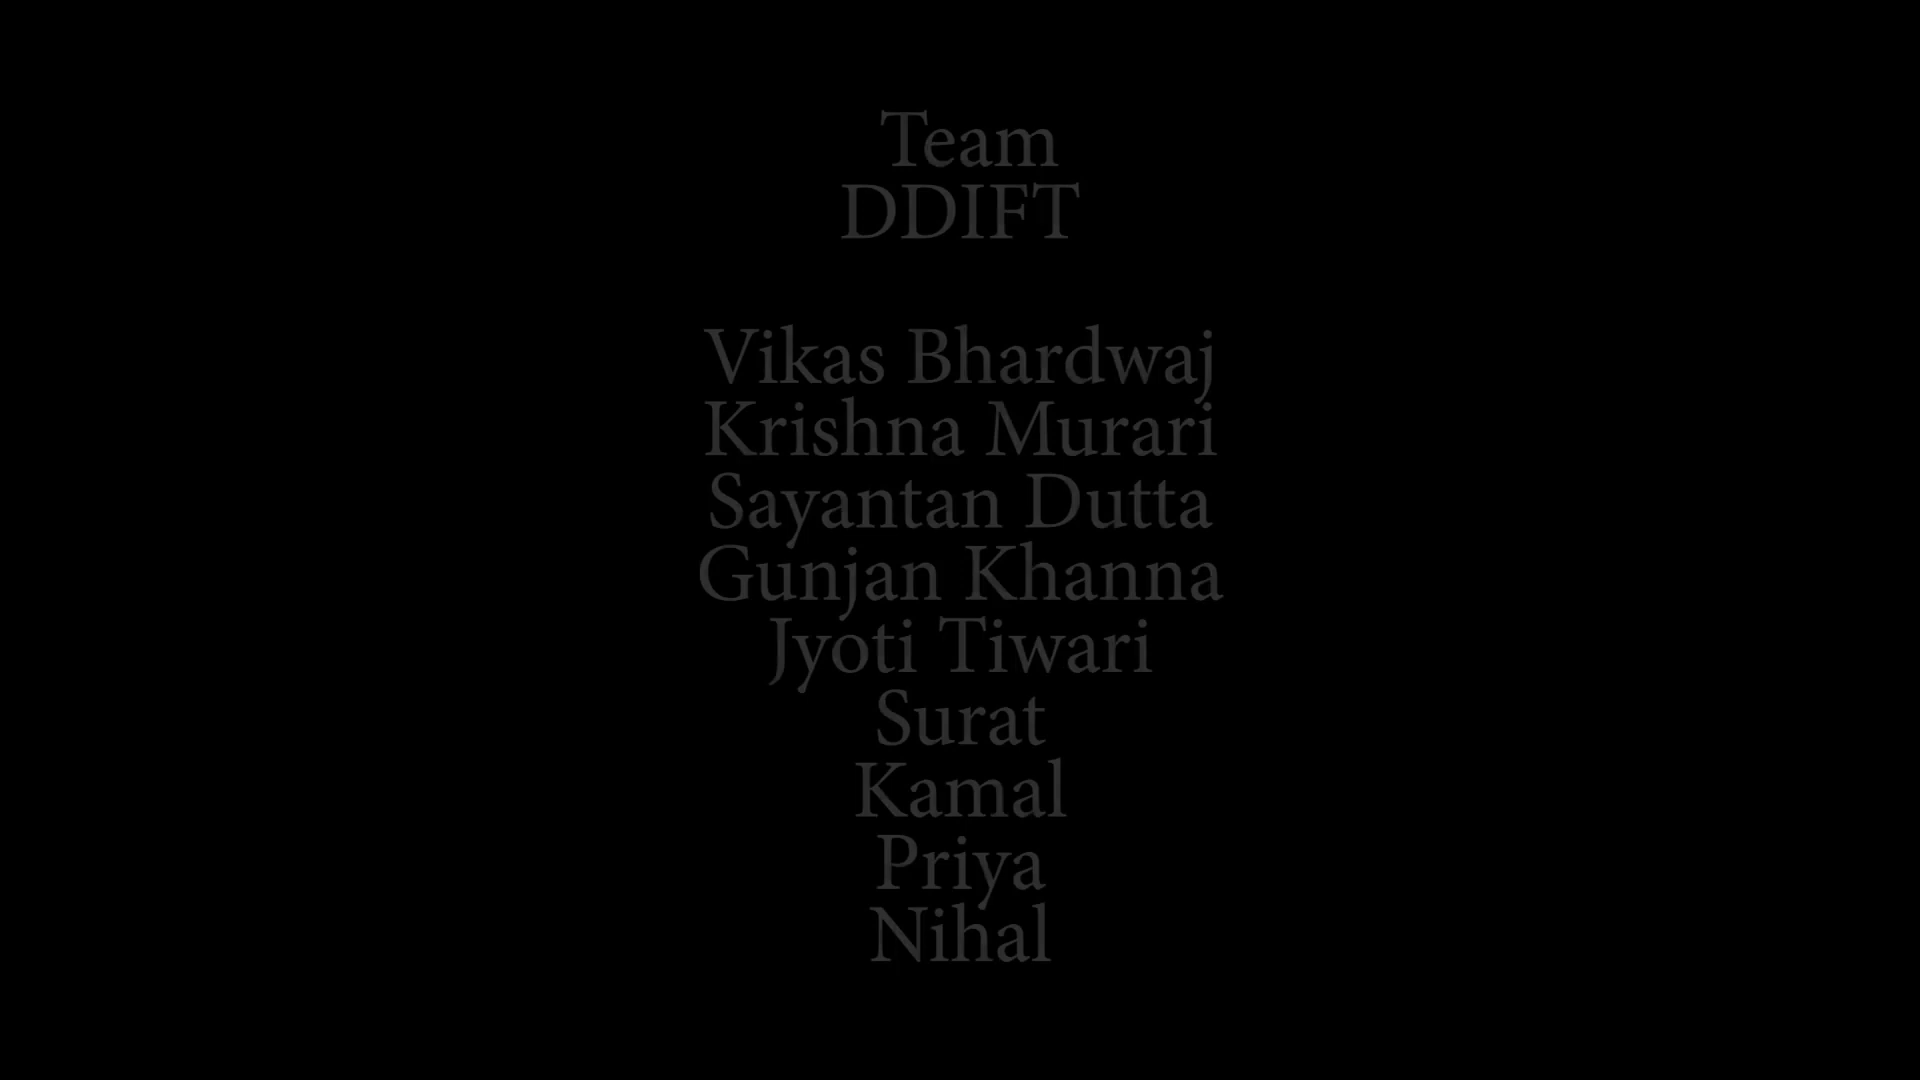 Team
DDIFT
Vikas Bhardwaj
Krishna Murari
Sayantan Dutta
Gunjan Khanna
Jyoti Tiwari
Surat
Kamal
Priya
Nihal